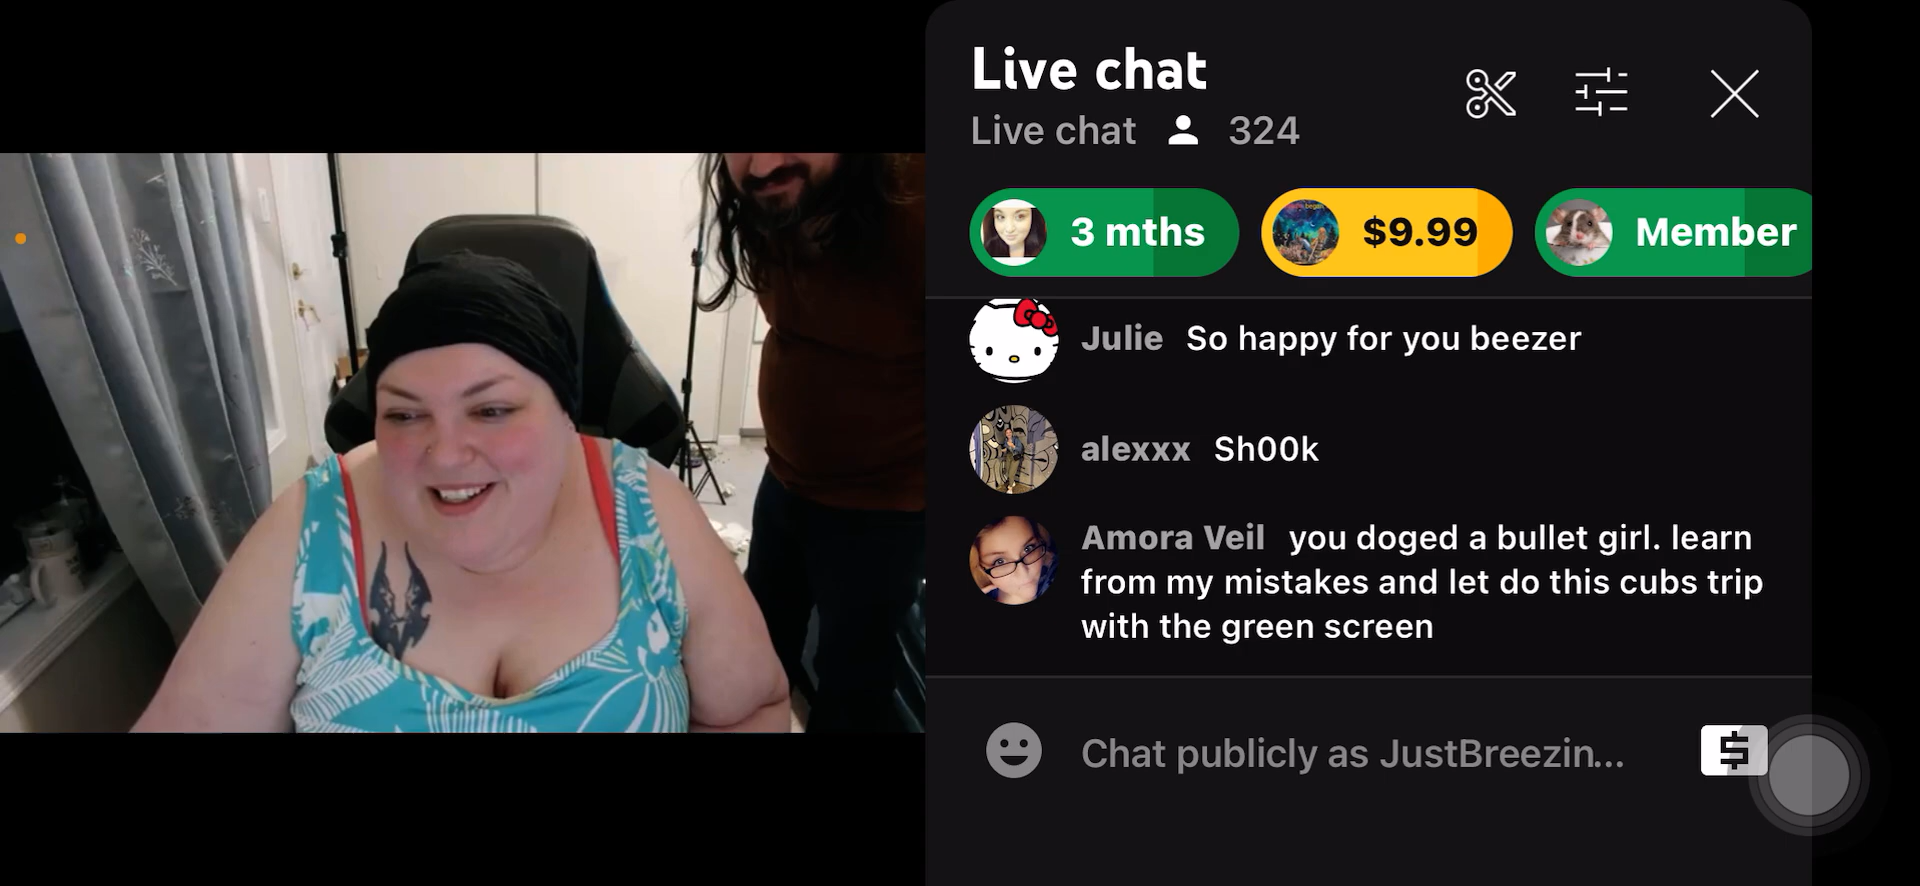 Live chat
Live chat 324
3 mths $9.99 Member
Julie So happy for you beezer
alexxx Sh00k
Amora Veil you doged a bullet girl. learn
from my mistakes and let do this cubs trip
with the green screen
Chat publicly as JustBreezin... $